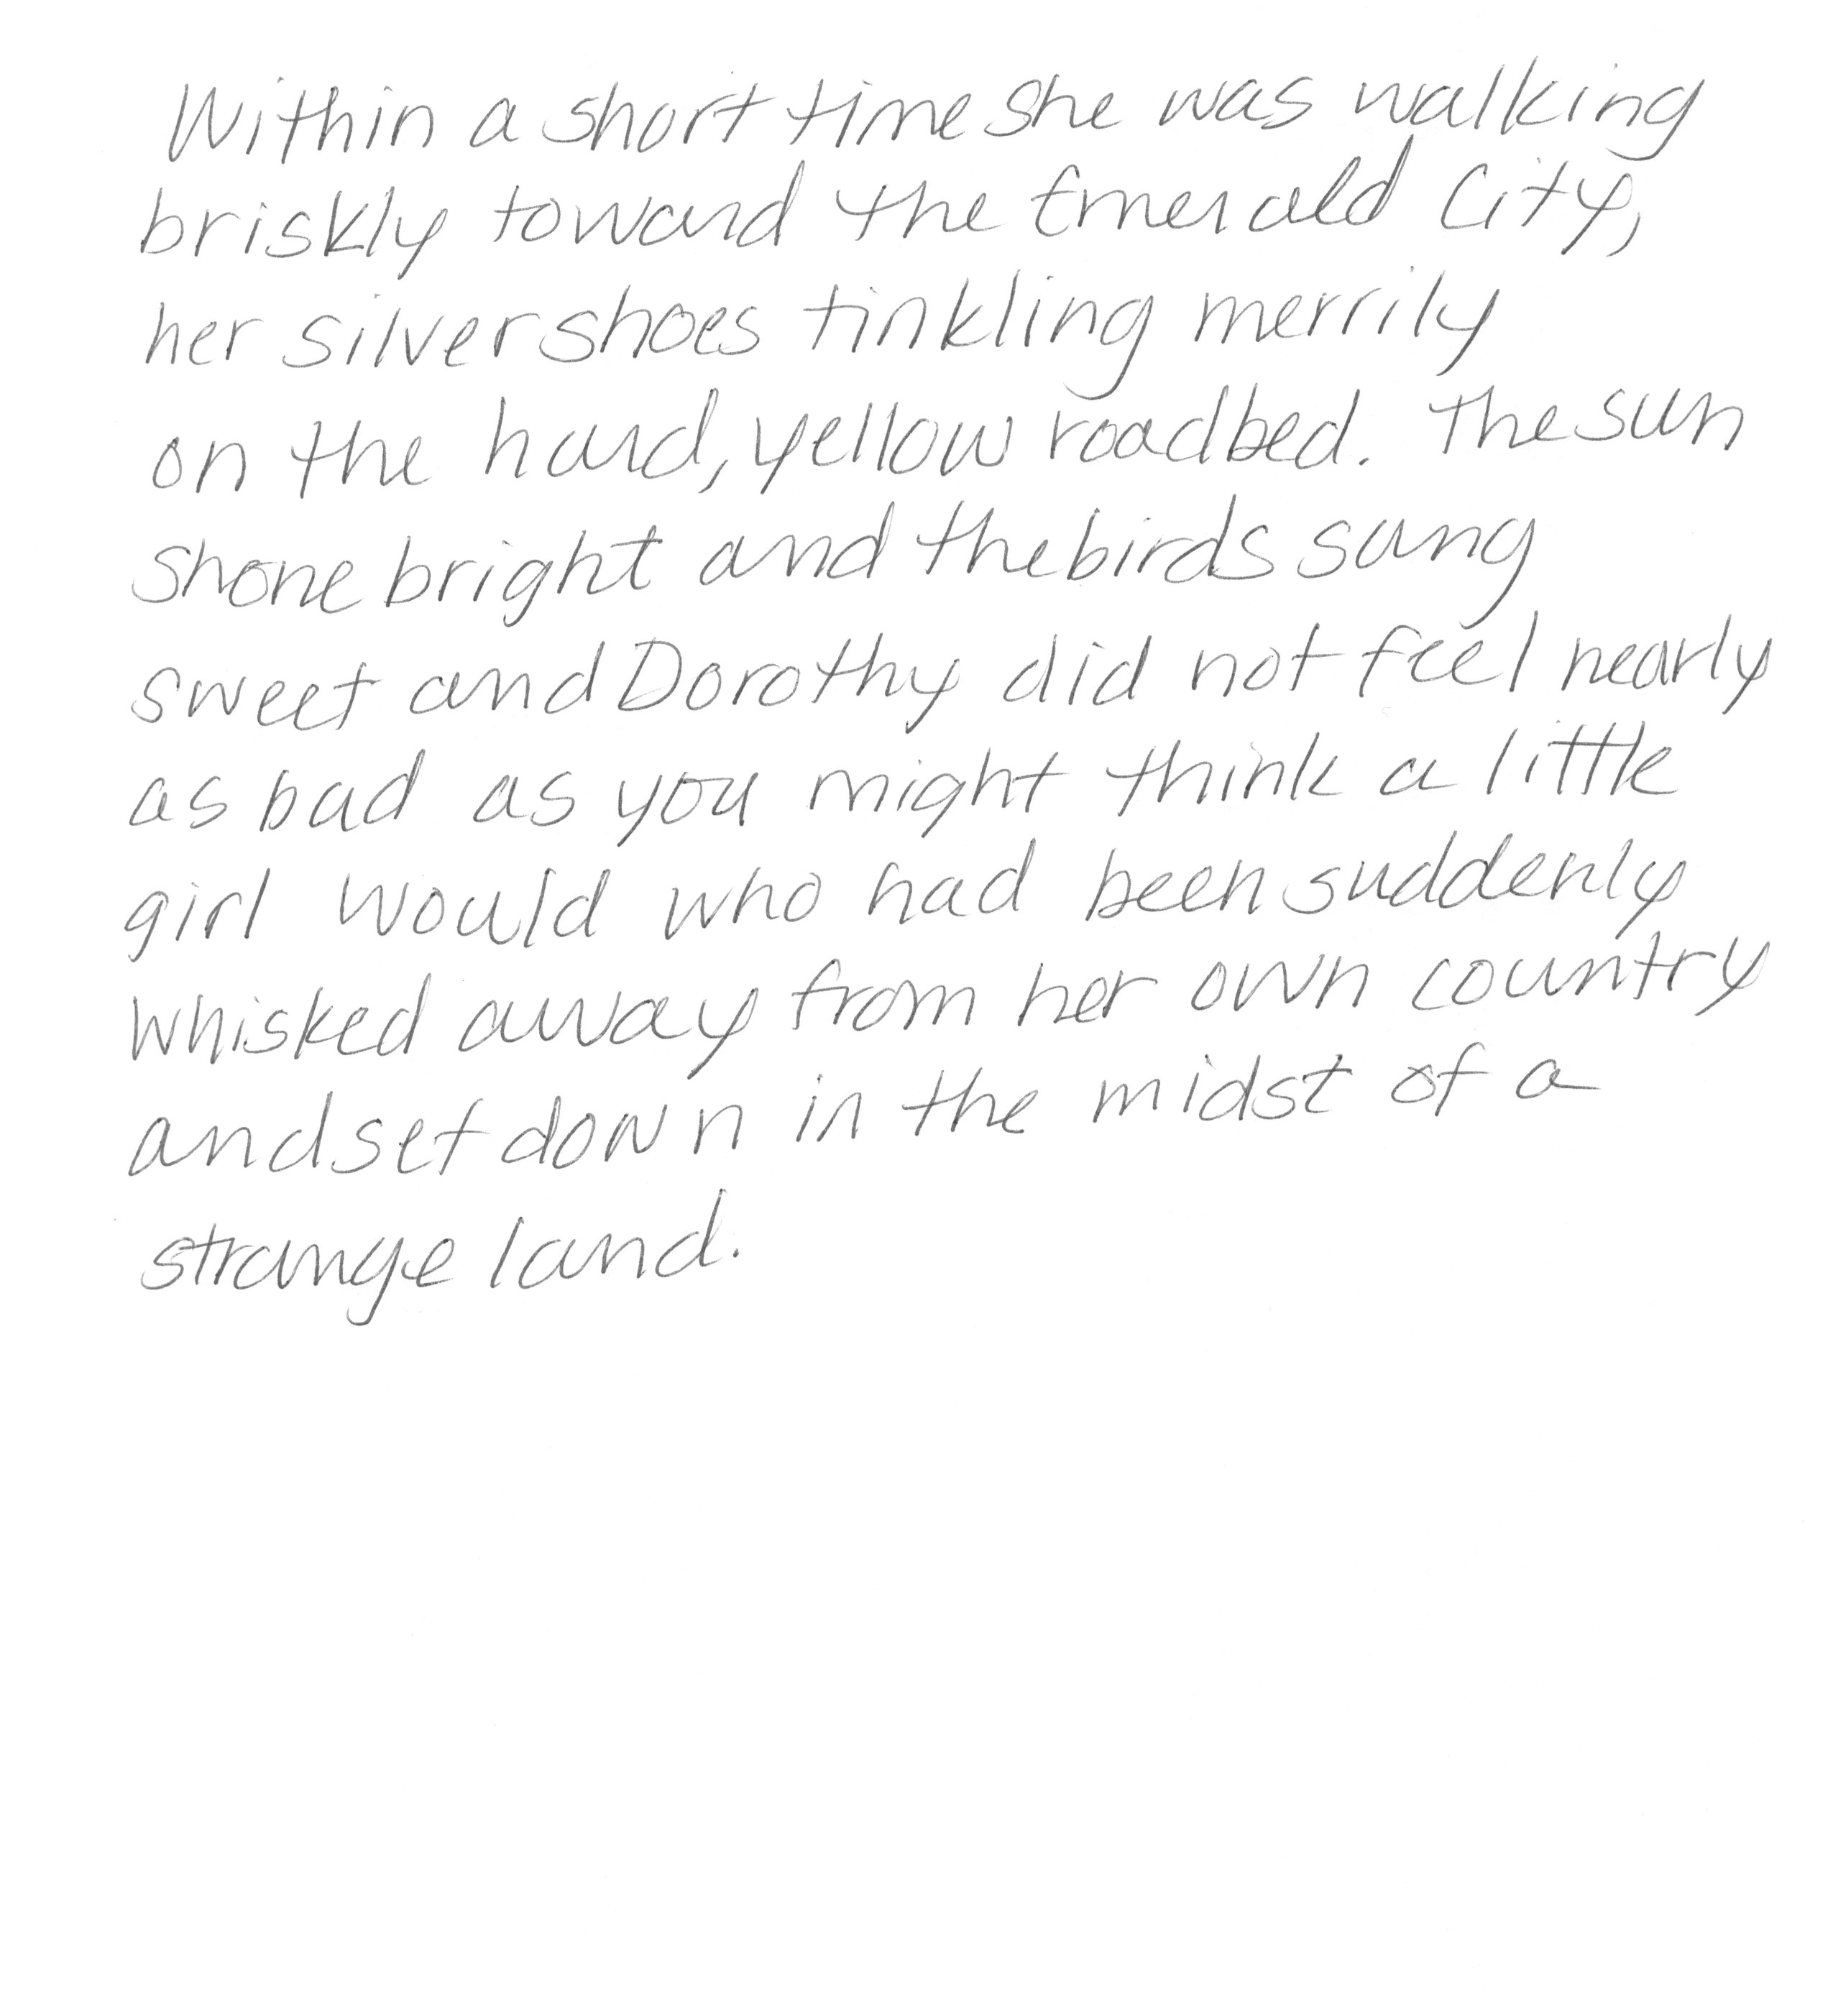 Within a short time she was walking
briskly toward the Emerald City,
her silver shoes tinkling merrily
on the hard, yellow roadbed. The sun
shone bright and the birds sang
sweet and Dorothy did not feel nearly
as bad as you might think a little
girl would who had been suddenly
whisked away from her own country
and set down in the midst of a
strange land.